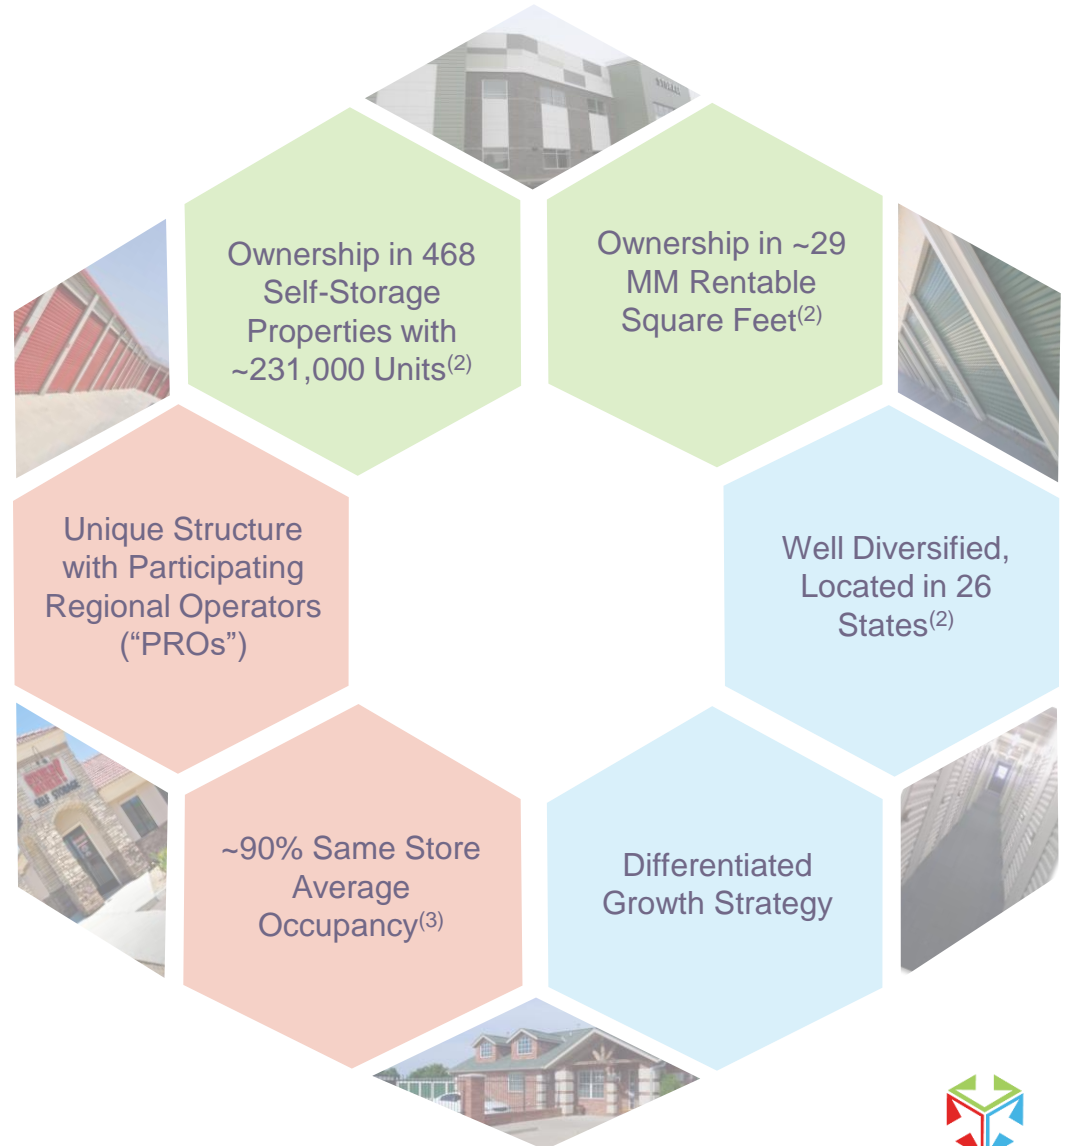 Ownership in 468
Self-Storage
Properties with
~231,000 Units(2)
Ownership in ~29
MM Rentable
Square Feet(2)
Unique Structure
with Participating
Regional Operators
(“PROs”)
Well Diversified,
Located in 26
States(2)
~90% Same Store
Average
Occupancy(3)
Differentiated
Growth Strategy
SELF STORAGE